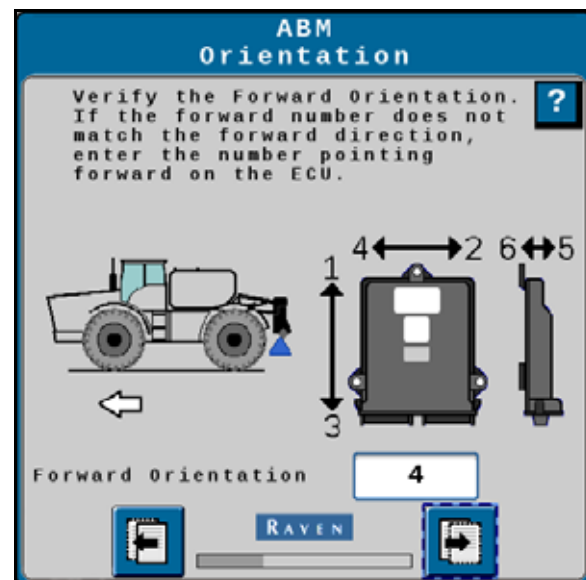 ABM
Orientation
Verify the Forward Orientation.
If the forward number does not
match the forward direction,
enter the number pointing
forward on the ECU.
?
4 2 6 5
1
3
Forward Orientation 4
RAVEN